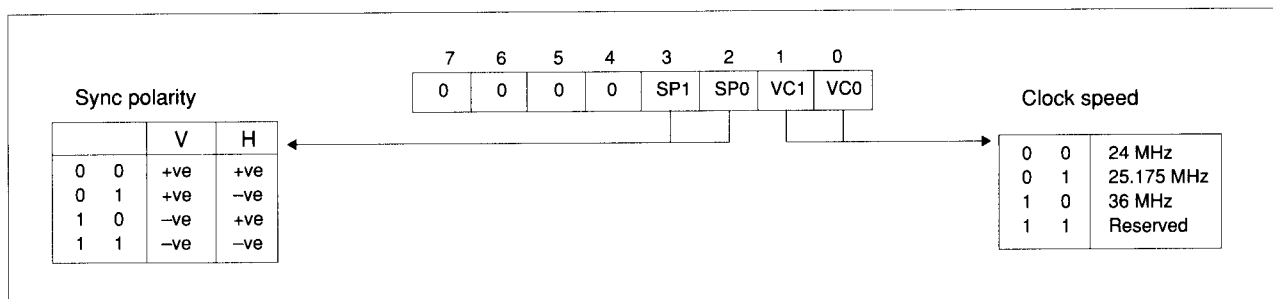 7 6 5 4 3 2 1 0
0 0 0 0 SP1 SP0 VC1 VC0
Sync polarity
V H
0 0 +ve +ve
0 1 +ve –ve
1 0 –ve +ve
1 1 –ve –ve
Clock speed
0 0 24 MHz
0 1 25.175 MHz
1 0 36 MHz
1 1 Reserved